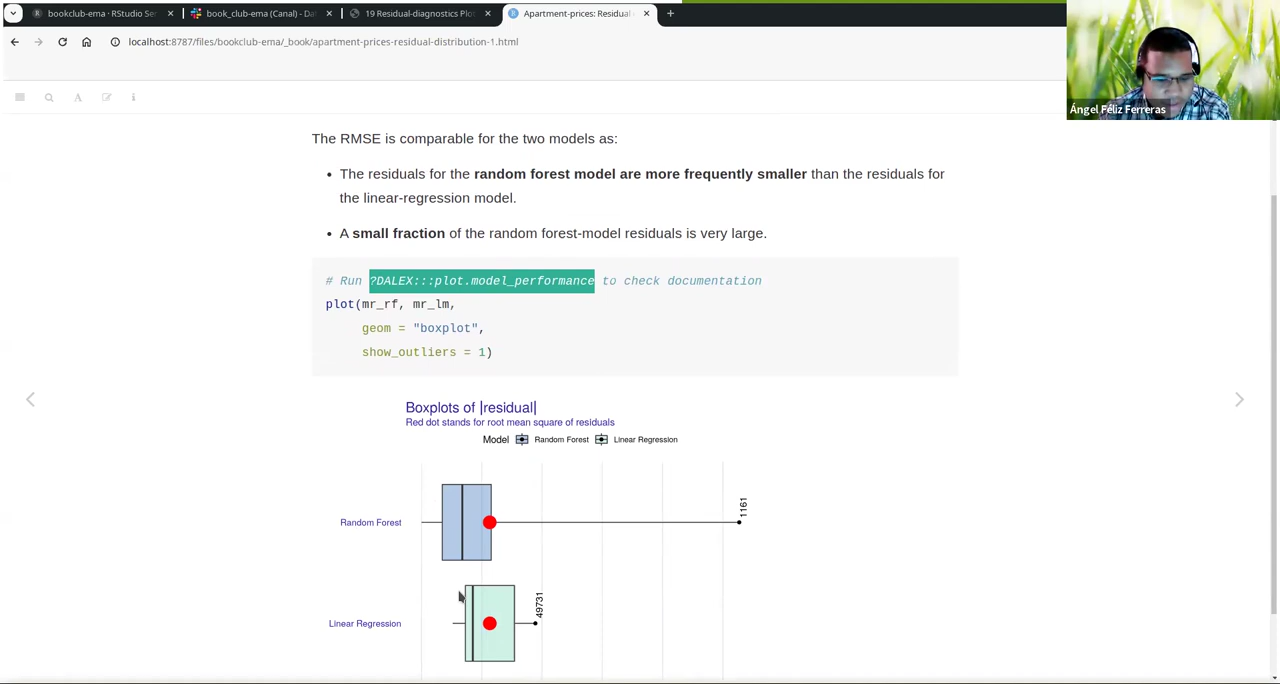 bookclub-ema · RStudio Ser
book_club-ema (Canal) - Dat
19 Residual-diagnostics Plot
Apartment-prices: Residual
localhost:8787/files/bookclub-ema/_book/apartment-prices-residual-distribution-1.html
Ángel Féliz Ferreras
The RMSE is comparable for the two models as:
• The residuals for the random forest model are more frequently smaller than the residuals for
the linear-regression model.
• A small fraction of the random forest-model residuals is very large.
# Run ?DALEX:::plot.model_performance to check documentation
plot(mr_rf, mr_lm,
geom = "boxplot",
show_outliers = 1)
Boxplots of |residual|
Red dot stands for root mean square of residuals
Model Random Forest Linear Regression
1161
Random Forest
49731
Linear Regression